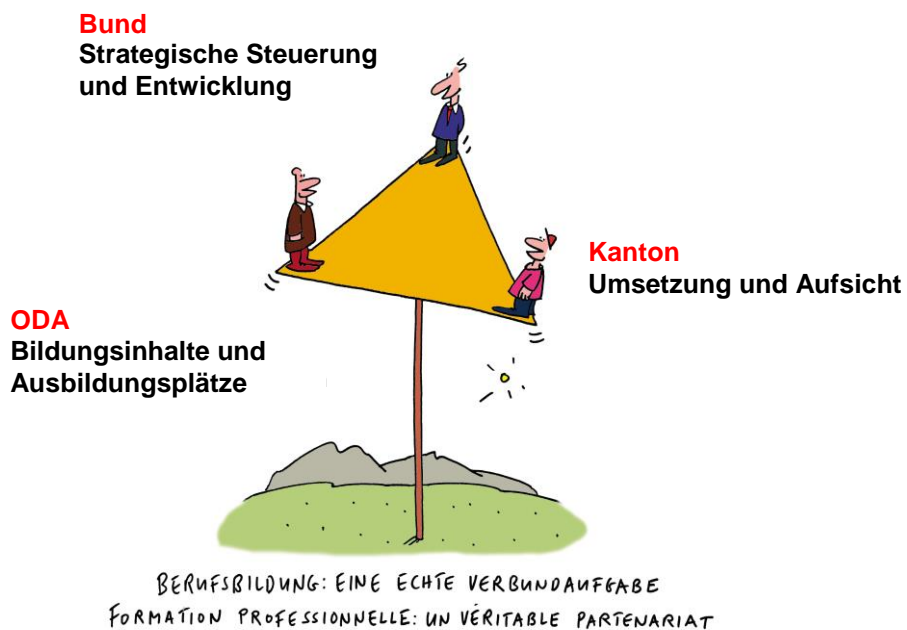 Bund
Strategische Steuerung
und Entwicklung
Kanton
Umsetzung und Aufsicht
ODA
Bildungsinhalte und
Ausbildungsplätze
BERUFSBILDUNG: EINE ECHTE VERBUNDAUFGABE
FORMATION PROFESSIONNELLE: UN VÉRITABLE PARTENARIAT